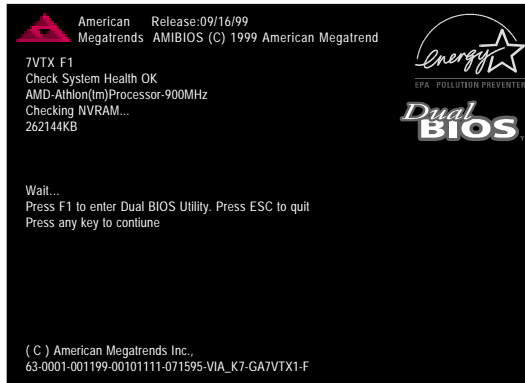 American Release:09/16/99
Megatrends AMIBIOS (C) 1999 American Megatrend
7VTX F1
Check System Health OK
AMD-Athlon(tm)Processor-900MHz
Checking NVRAM...
262144KB
energy
EPA POLLUTION PREVENTER
Dual
BIOS
Wait...
Press F1 to enter Dual BIOS Utility. Press ESC to quit
Press any key to contiune
( C ) American Megatrends Inc.,
63-0001-001199-00101111-071595-VIA_K7-GA7VTX1-F